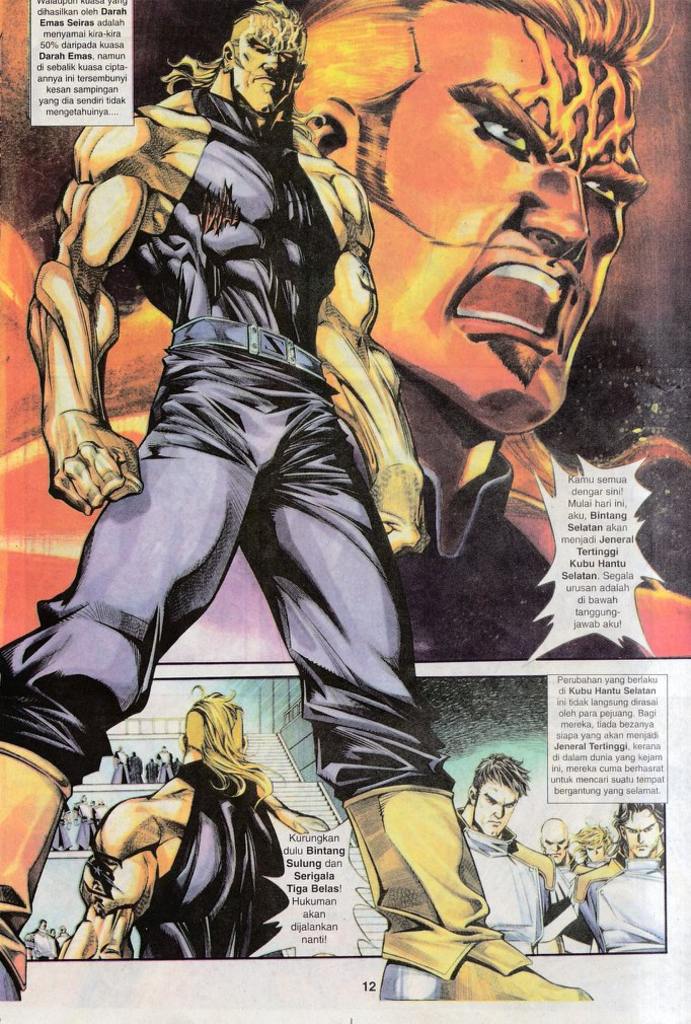 Walaupun kuasa yang
dihasilkan oleh Darah
Emas Seiras adalah
menyamai kira-kira
50% daripada kuasa
Darah Emas, namun
di sebalik kuasa cipta-
annya ini tersembunyi
kesan sampingan
yang dia sendiri tidak
mengetahuinya....
Kamu semua
dengar sini!
Mulai hari ini,
aku, Bintang
Selatan akan
menjadi Jeneral
Tertinggi
Kubu Hantu
Selatan. Segala
urusan adalah
di bawah
tanggung-
jawab aku!
Perubahan yang berlaku
di Kubu Hantu Selatan
ini tidak langsung dirasai
oleh para pejuang. Bagi
mereka, tiada bezanya
siapa yang akan menjadi
Jeneral Tertinggi, kerana
di dalam dunia yang kejam
ini, mereka cuma berhasrat
untuk mencari suatu tempat
bergantung yang selamat.
Kurungkan
dulu Bintang
Sulung dan
Serigala
Tiga Belas!
Hukuman
akan
dijalankan
nanti!
12